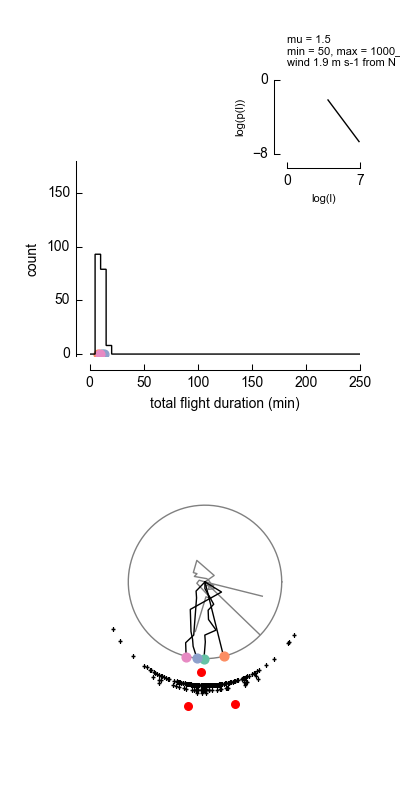 mu = 1.5
min = 50, max = 1000_
wind 1.9 m s-1 from N
0
log(p(l))
−8
0
7
log(l)
150
100
50
0
count
0
50
100
150
200
250
total flight duration (min)